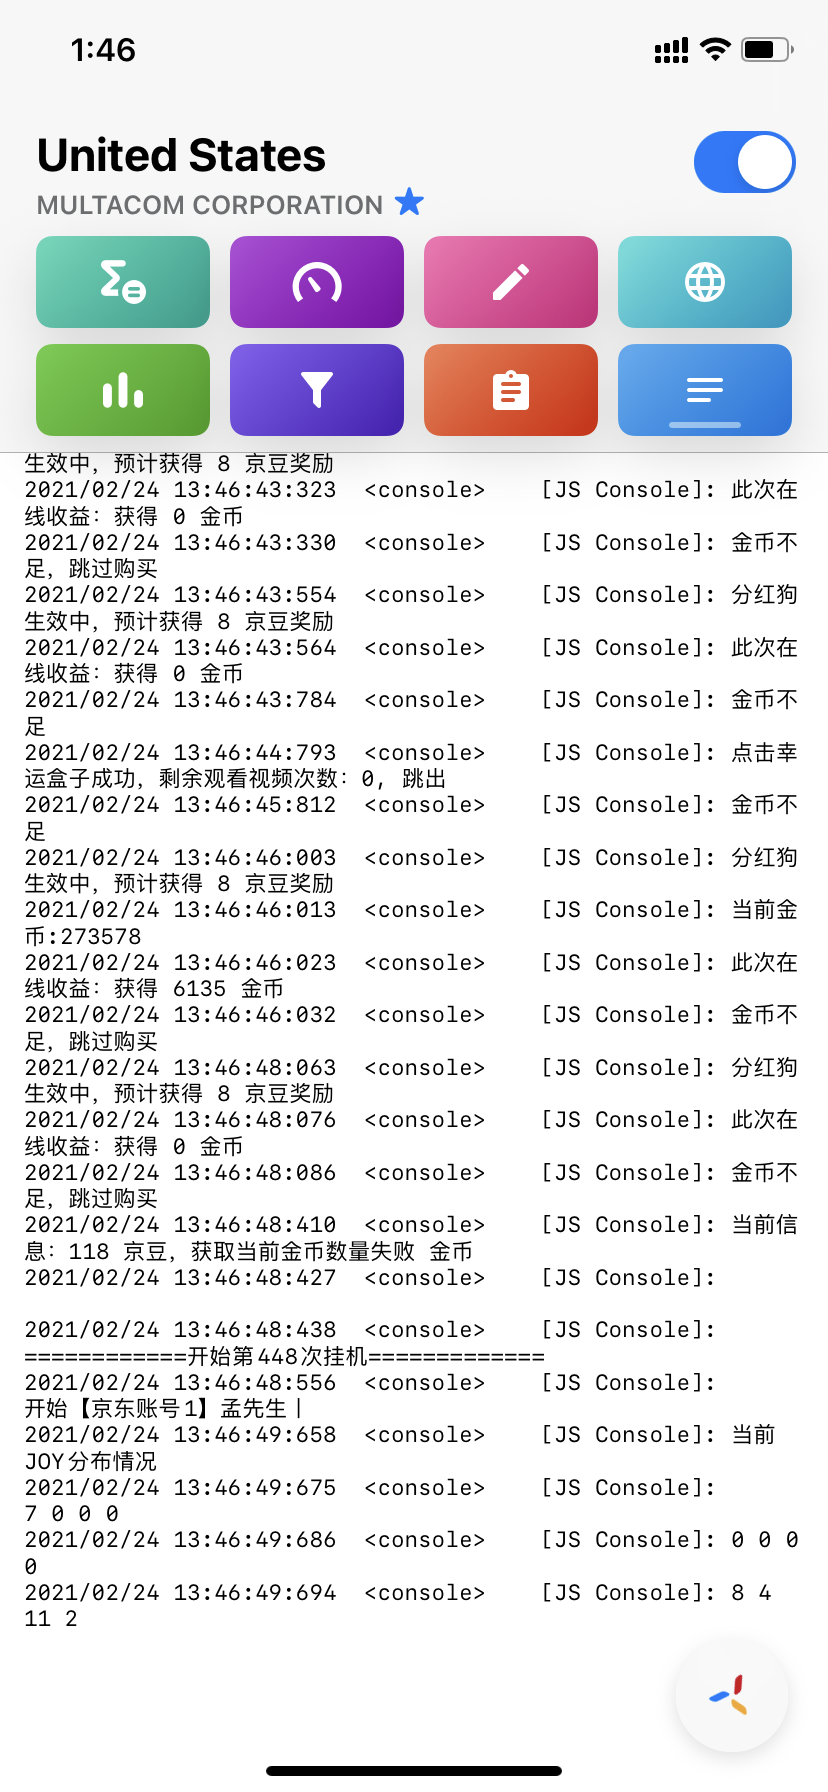 1:46
United States
MULTACOM CORPORATION
生效中，预计获得 8 京豆奖励
2021/02/24 13:46:43:323  <console>    [JS Console]: 此次在
线收益：获得 0 金币
2021/02/24 13:46:43:330  <console>    [JS Console]: 金币不
足，跳过购买
2021/02/24 13:46:43:554  <console>    [JS Console]: 分红狗
生效中，预计获得 8 京豆奖励
2021/02/24 13:46:43:564  <console>    [JS Console]: 此次在
线收益：获得 0 金币
2021/02/24 13:46:43:784  <console>    [JS Console]: 金币不
足
2021/02/24 13:46:44:793  <console>    [JS Console]: 点击幸
运盒子成功，剩余观看视频次数：0, 跳出
2021/02/24 13:46:45:812  <console>    [JS Console]: 金币不
足
2021/02/24 13:46:46:003  <console>    [JS Console]: 分红狗
生效中，预计获得 8 京豆奖励
2021/02/24 13:46:46:013  <console>    [JS Console]: 当前金
币:273578
2021/02/24 13:46:46:023  <console>    [JS Console]: 此次在
线收益：获得 6135 金币
2021/02/24 13:46:46:032  <console>    [JS Console]: 金币不
足，跳过购买
2021/02/24 13:46:48:063  <console>    [JS Console]: 分红狗
生效中，预计获得 8 京豆奖励
2021/02/24 13:46:48:076  <console>    [JS Console]: 此次在
线收益：获得 0 金币
2021/02/24 13:46:48:086  <console>    [JS Console]: 金币不
足，跳过购买
2021/02/24 13:46:48:410  <console>    [JS Console]: 当前信
息：118 京豆，获取当前金币数量失败 金币
2021/02/24 13:46:48:427  <console>    [JS Console]:
2021/02/24 13:46:48:438  <console>    [JS Console]:
============开始第448次挂机=============
2021/02/24 13:46:48:556  <console>    [JS Console]:
开始【京东账号1】孟先生丨
2021/02/24 13:46:49:658  <console>    [JS Console]: 当前
JOY分布情况
2021/02/24 13:46:49:675  <console>    [JS Console]:
7 0 0 0
2021/02/24 13:46:49:686  <console>    [JS Console]: 0 0 0
0
2021/02/24 13:46:49:694  <console>    [JS Console]: 8 4
11 2